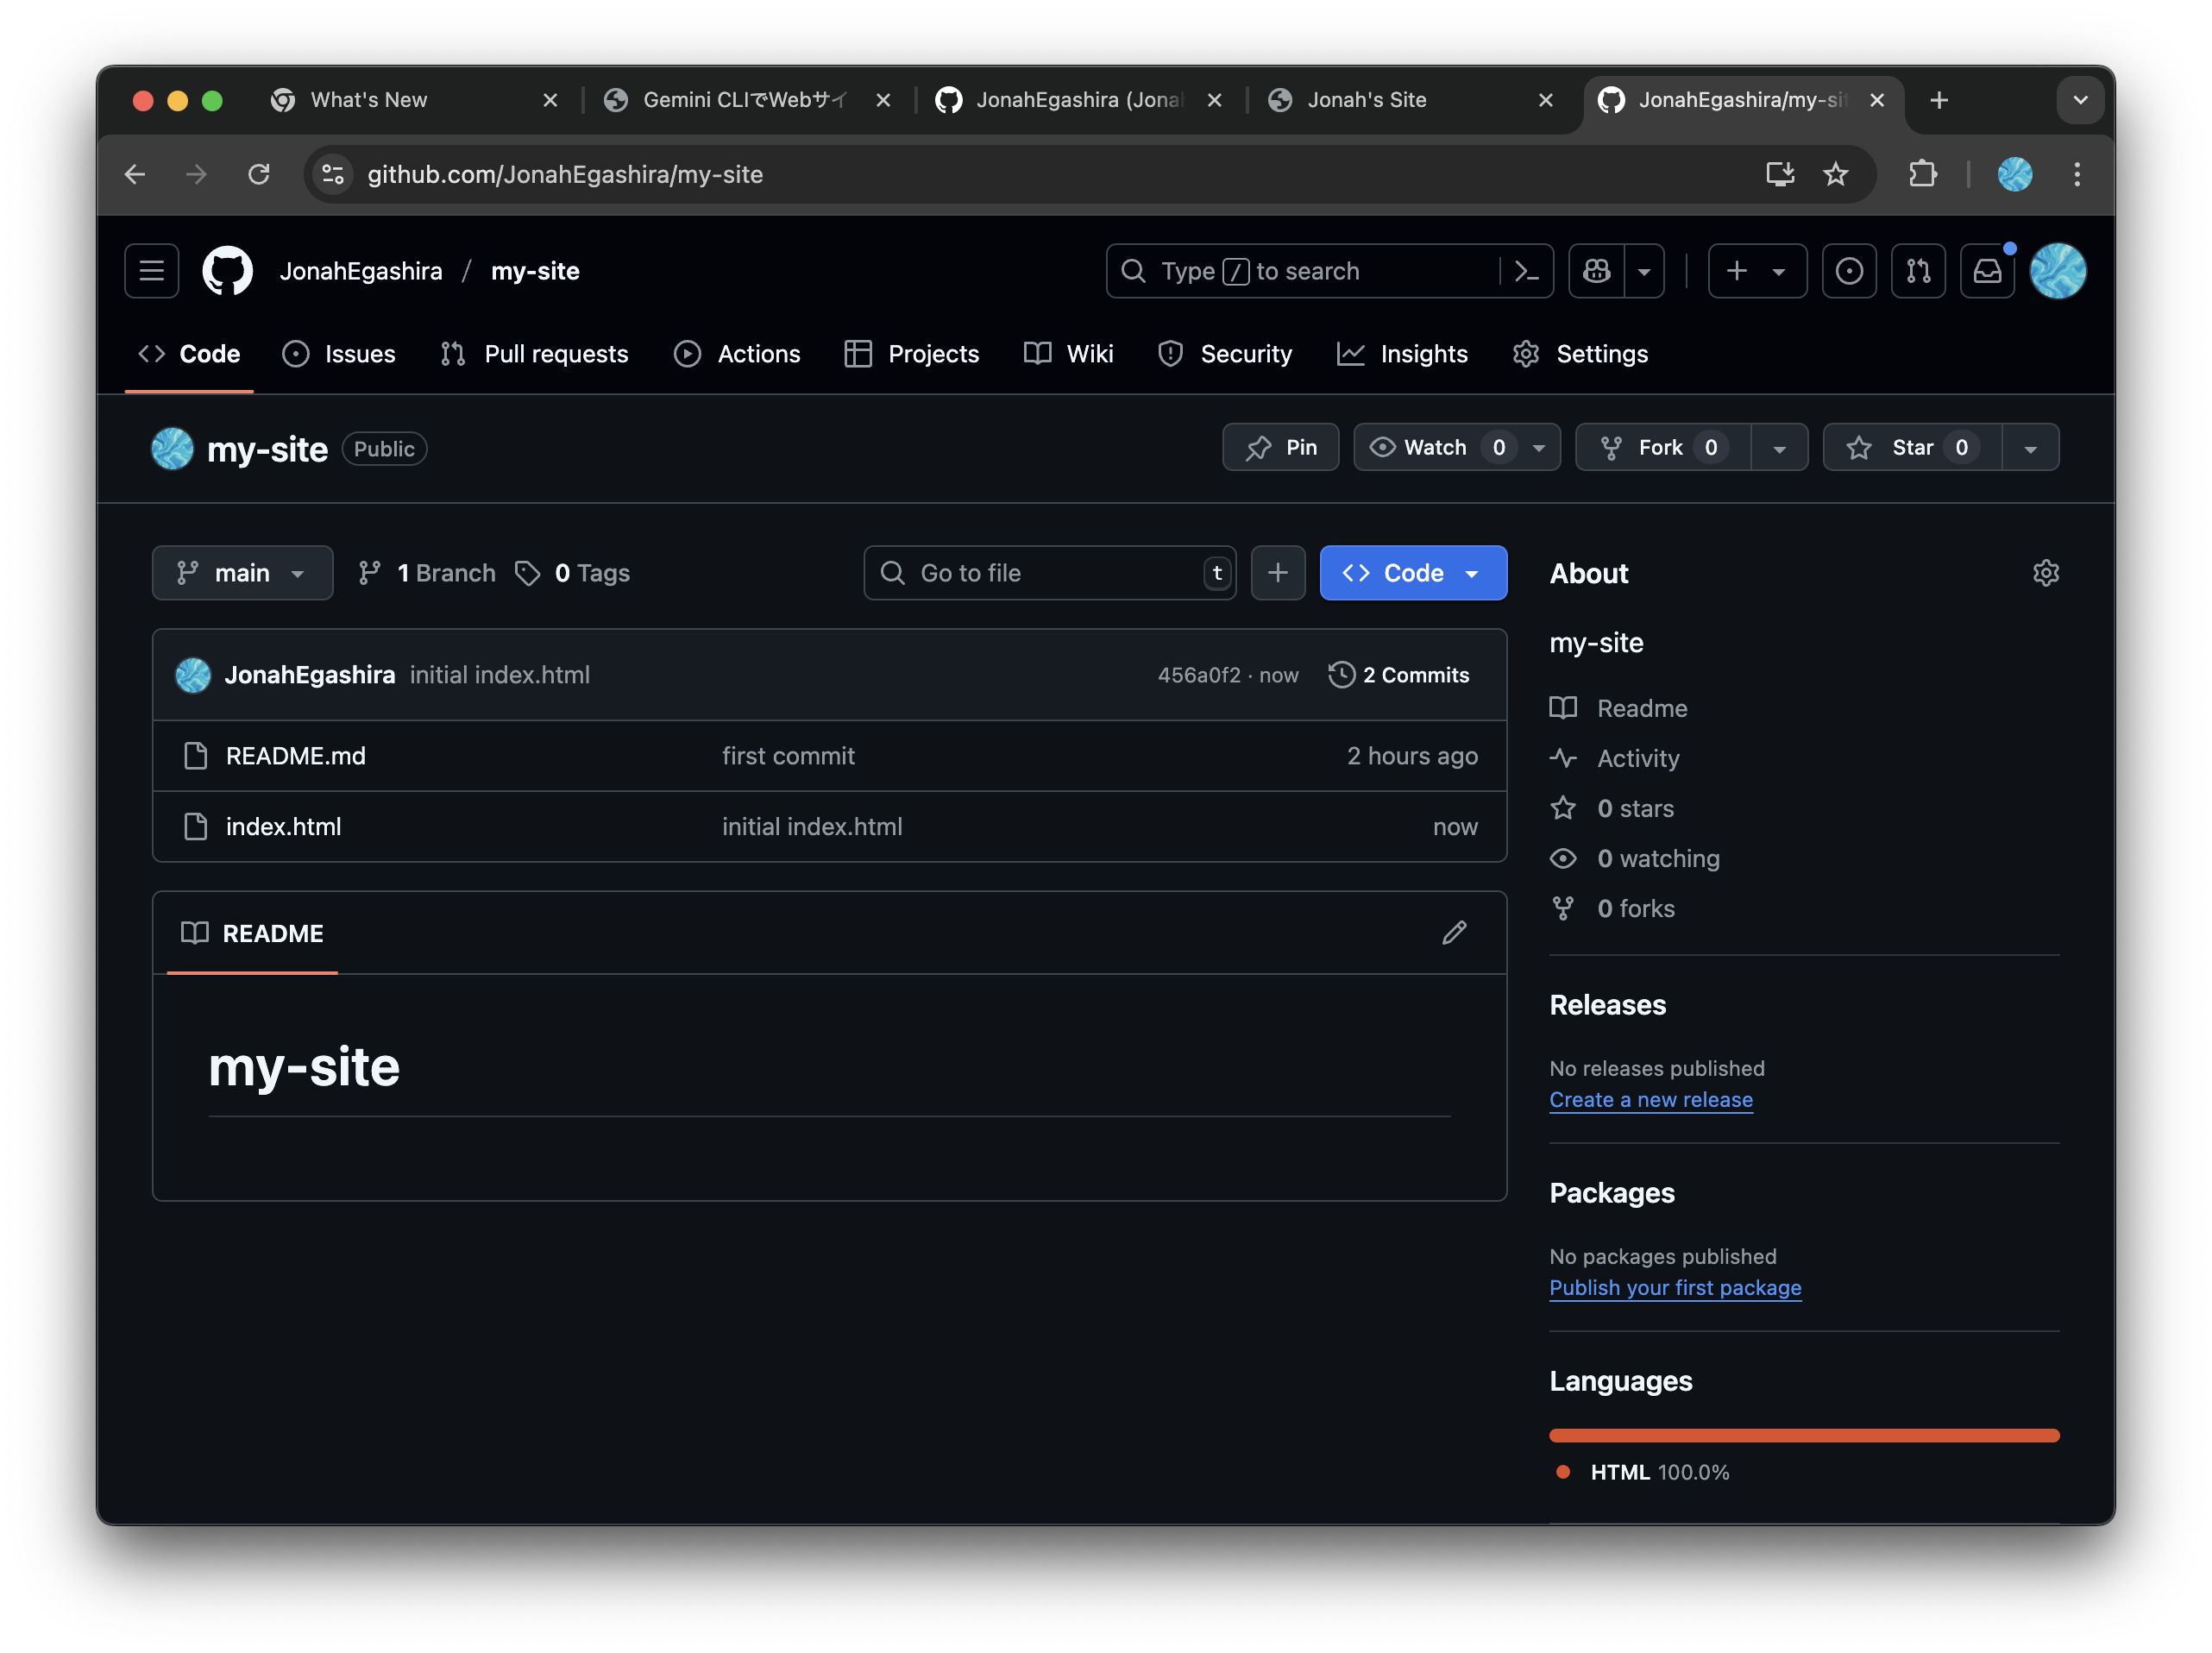 What's New
Gemini CLIでWebサイ
JonahEgashira (Jonah
Jonah's Site
JonahEgashira/my-sit
github.com/JonahEgashira/my-site
JonahEgashira / my-site
Type / to search
Code
Issues
Pull requests
Actions
Projects
Wiki
Security
Insights
Settings
my-site Public
Pin
Watch 0
Fork 0
Star 0
main
1 Branch
0 Tags
Go to file t
Code
JonahEgashira initial index.html 456a0f2 · now 2 Commits
README.md first commit 2 hours ago
index.html initial index.html now
README
my-site
About
my-site
Readme
Activity
0 stars
0 watching
0 forks
Releases
No releases published
Create a new release
Packages
No packages published
Publish your first package
Languages
HTML 100.0%